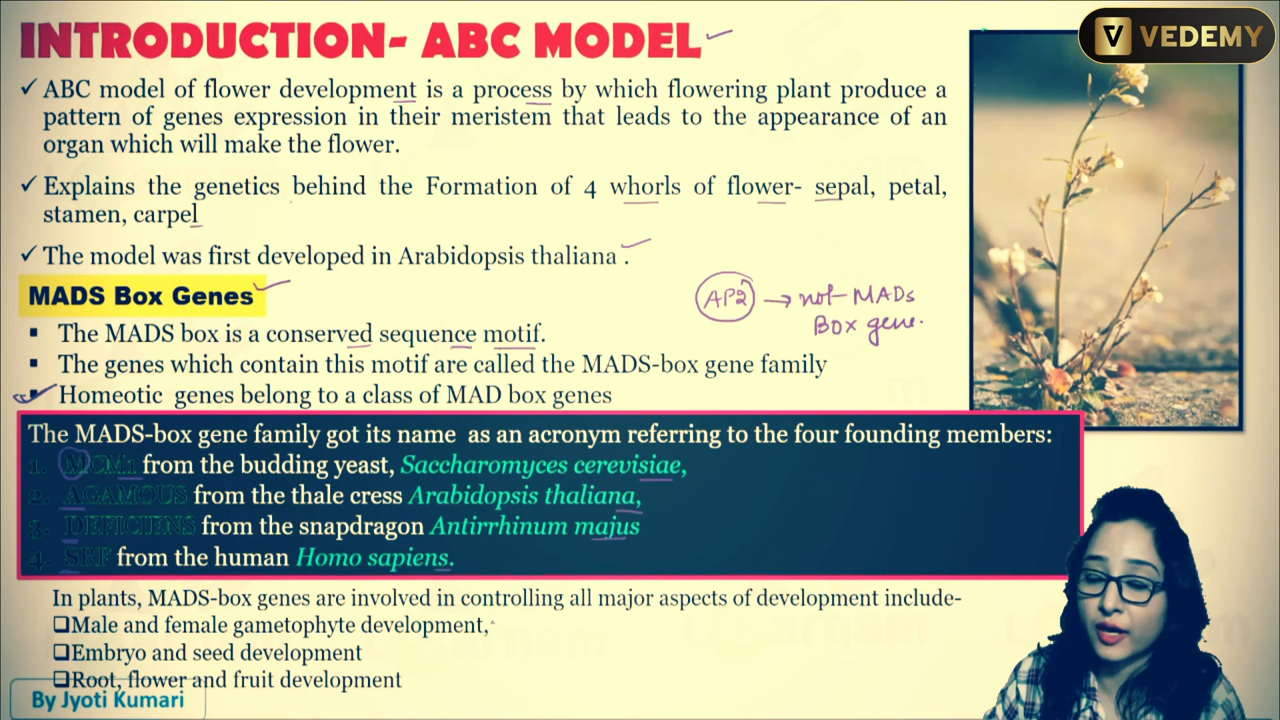 INTRODUCTION- ABC MODEL
VEDEMY
✓ ABC model of flower development is a process by which flowering plant produce a
pattern of genes expression in their meristem that leads to the appearance of an
organ which will make the flower.
✓ Explains the genetics behind the Formation of 4 whorls of flower- sepal, petal,
stamen, carpel
✓ The model was first developed in Arabidopsis thaliana .
MADS Box Genes
AP2 → not MADs
Box gene.
▪ The MADS box is a conserved sequence motif.
▪ The genes which contain this motif are called the MADS-box gene family
▪ Homeotic genes belong to a class of MAD box genes
The MADS-box gene family got its name as an acronym referring to the four founding members:
1. MCM1 from the budding yeast, Saccharomyces cerevisiae,
2. AGAMOUS from the thale cress Arabidopsis thaliana,
3. DEFICIENS from the snapdragon Antirrhinum majus
4. SRF from the human Homo sapiens.
In plants, MADS-box genes are involved in controlling all major aspects of development include-
❑Male and female gametophyte development,
❑Embryo and seed development
❑Root, flower and fruit development
By Jyoti Kumari